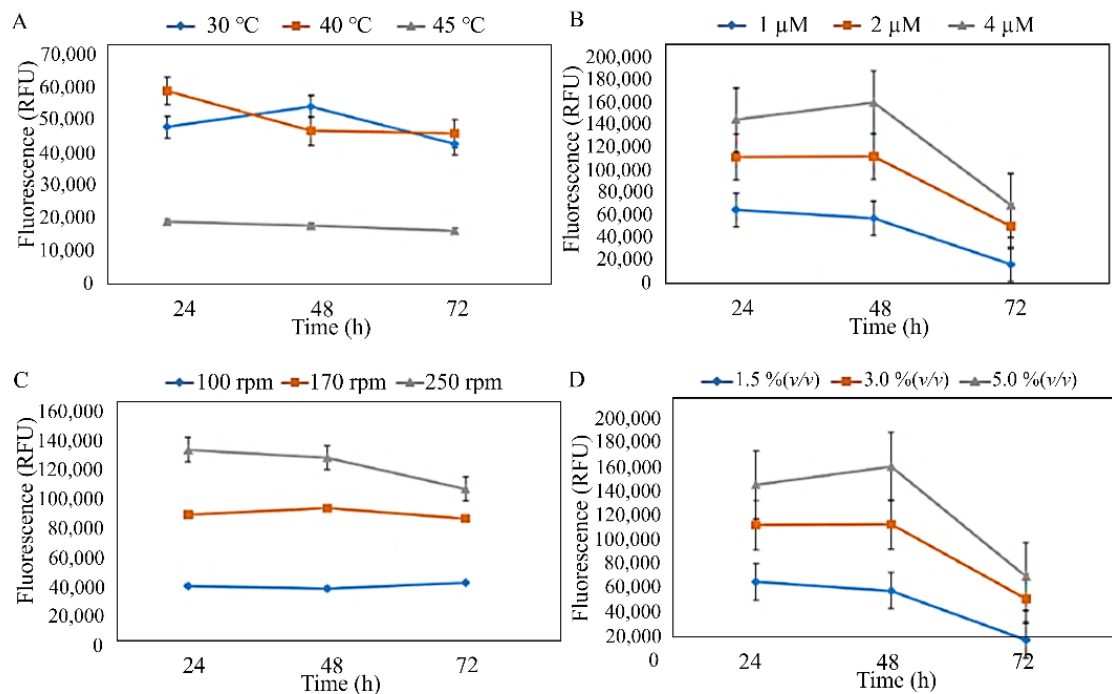 A
30 °C 40 °C 45 °C
Fluorescence (RFU)
70,000
60,000
50,000
40,000
30,000
20,000
10,000
0
24 48 72
Time (h)
B
1 µM 2 µM 4 µM
Fluorescence (RFU)
200,000
180,000
160,000
140,000
120,000
100,000
80,000
60,000
40,000
20,000
0
24 48 72
Time (h)
C
100 rpm 170 rpm 250 rpm
Fluorescence (RFU)
160,000
140,000
120,000
100,000
80,000
60,000
40,000
20,000
0
24 48 72
Time (h)
D
1.5 %(v/v) 3.0 %(v/v) 5.0 %(v/v)
Fluorescence (RFU)
200,000
180,000
160,000
140,000
120,000
100,000
80,000
60,000
40,000
20,000
0
24 48 72
Time (h)